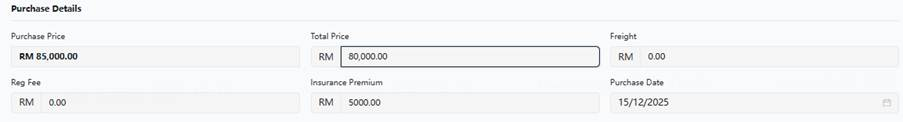 Purchase Details
Purchase Price Total Price Freight
RM 85,000.00 RM 80,000.00 RM 0.00
Reg Fee Insurance Premium Purchase Date
RM 0.00 RM 5000.00 15/12/2025